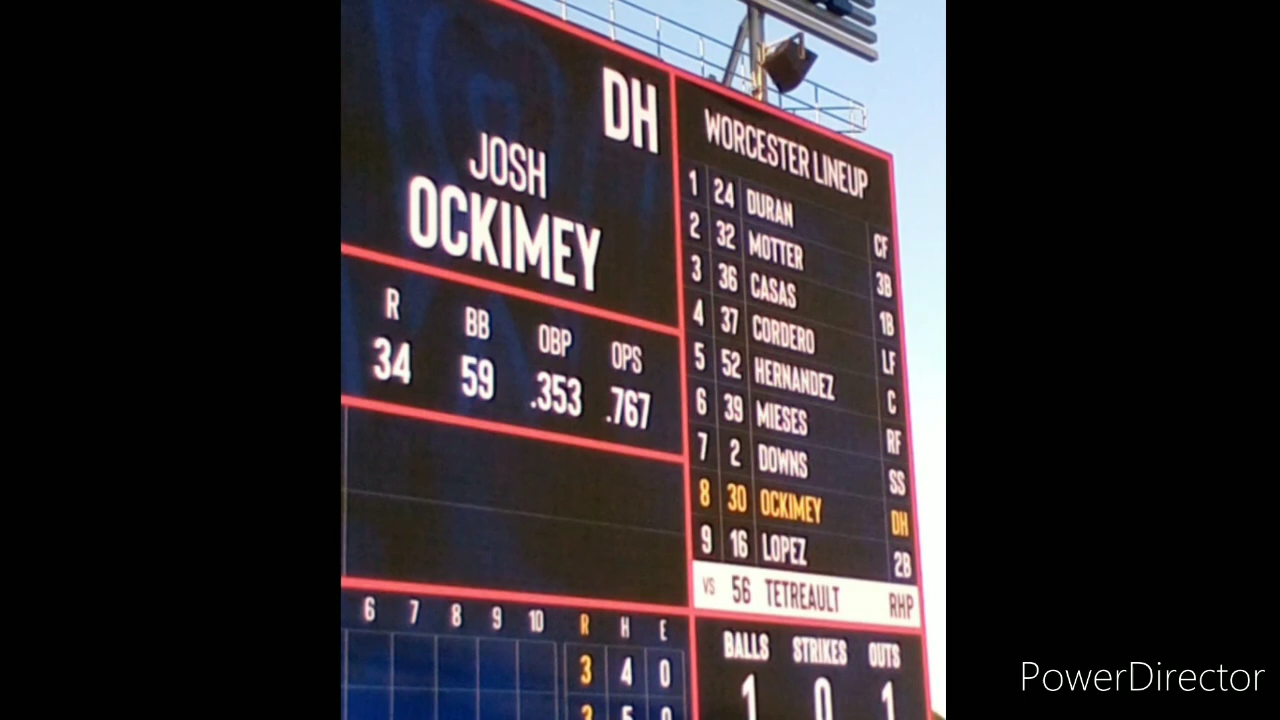 DH
JOSH
OCKIMEY
R BB OBP OPS
34 59 .353 .767
WORCESTER LINEUP
1 24 DURAN CF
2 32 MOTTER 3B
3 36 CASAS 1B
4 37 CORDERO LF
5 52 HERNANDEZ C
6 39 MIESES RF
7 2 DOWNS SS
8 30 OCKIMEY DH
9 16 LOPEZ 2B
VS 56 TETREAULT RHP
6 7 8 9 10 R H E
3 4 0
BALLS STRIKES OUTS
1 0 1
PowerDirector